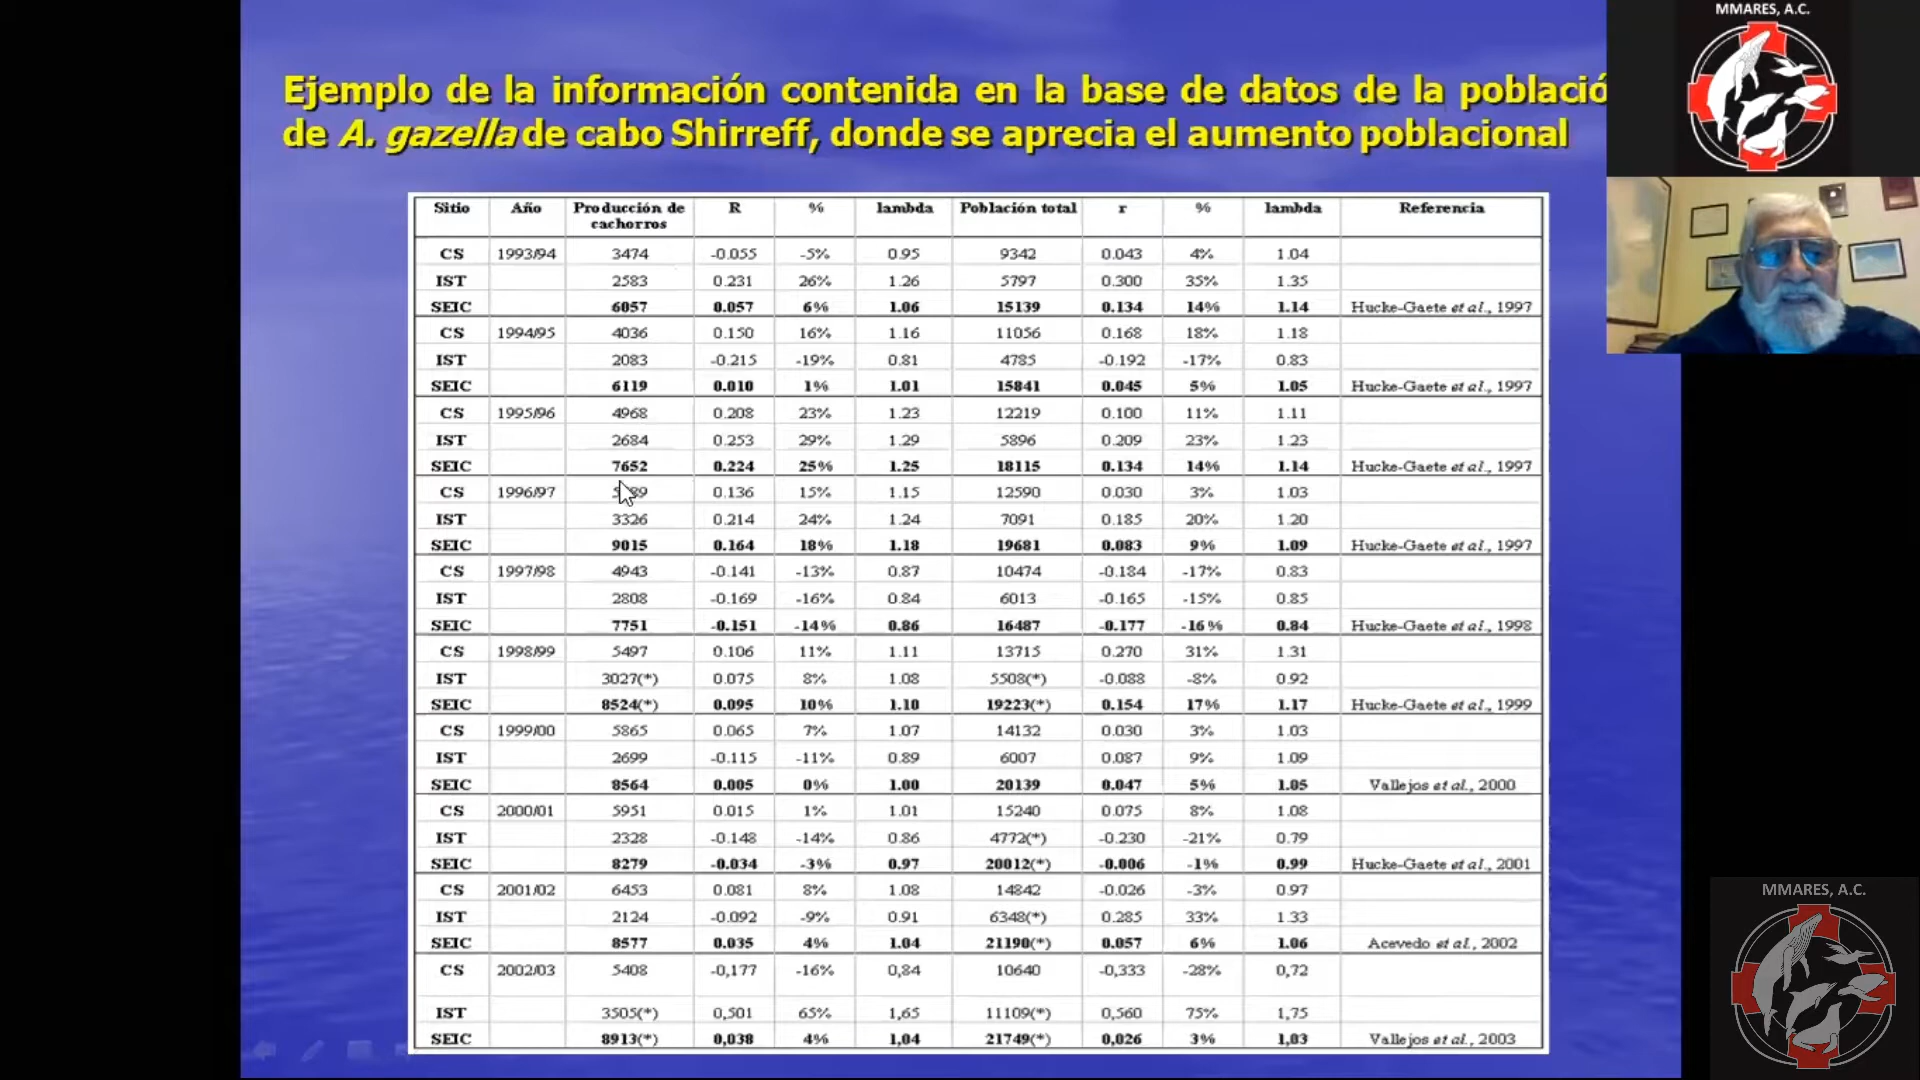 MMARES, A.C.
Ejemplo de la información contenida en la base de datos de la població
de A. gazella de cabo Shirreff, donde se aprecia el aumento poblacional
Sitio Año Producción de cachorros R % lambda Población total r % lambda Referencia
CS 1993/94 3474 -0.055 -5% 0.95 9342 0.043 4% 1.04
IST 2583 0.231 26% 1.26 5797 0.300 35% 1.35
SEIC 6057 0.057 6% 1.06 15139 0.134 14% 1.14 Hucke-Gaete et al., 1997
CS 1994/95 4036 0.150 16% 1.16 11056 0.168 18% 1.18
IST 2083 -0.215 -19% 0.81 4785 -0.192 -17% 0.83
SEIC 6119 0.010 1% 1.01 15841 0.045 5% 1.05 Hucke-Gaete et al., 1997
CS 1995/96 4968 0.208 23% 1.23 12219 0.100 11% 1.11
IST 2684 0.253 29% 1.29 5896 0.209 23% 1.23
SEIC 7652 0.224 25% 1.25 18115 0.134 14% 1.14 Hucke-Gaete et al., 1997
CS 1996/97 0.136 15% 1.15 12590 0.030 3% 1.03
IST 3326 0.214 24% 1.24 7091 0.185 20% 1.20
SEIC 9015 0.164 18% 1.18 19681 0.083 9% 1.09 Hucke-Gaete et al., 1997
CS 1997/98 4943 -0.141 -13% 0.87 10474 -0.184 -17% 0.83
IST 2808 -0.169 -16% 0.84 6013 -0.165 -15% 0.85
SEIC 7751 -0.151 -14% 0.86 16487 -0.177 -16% 0.84 Hucke-Gaete et al., 1998
CS 1998/99 5497 0.106 11% 1.11 13715 0.270 31% 1.31
IST 3027(*) 0.075 8% 1.08 5508(*) -0.088 -8% 0.92
SEIC 8524(*) 0.095 10% 1.10 19223(*) 0.154 17% 1.17 Hucke-Gaete et al., 1999
CS 1999/00 5865 0.065 7% 1.07 14132 0.030 3% 1.03
IST 2699 -0.115 -11% 0.89 6007 0.087 9% 1.09
SEIC 8564 0.005 0% 1.00 20139 0.047 5% 1.05 Vallejos et al., 2000
CS 2000/01 5951 0.015 1% 1.01 15240 0.075 8% 1.08
IST 2328 -0.148 -14% 0.86 4772(*) -0.230 -21% 0.79
SEIC 8279 -0.034 -3% 0.97 20012(*) -0.006 -1% 0.99 Hucke-Gaete et al., 2001
CS 2001/02 6453 0.081 8% 1.08 14842 -0.026 -3% 0.97
IST 2124 -0.092 -9% 0.91 6348(*) 0.285 33% 1.33
SEIC 8577 0.035 4% 1.04 21190(*) 0.057 6% 1.06 Acevedo et al., 2002
CS 2002/03 5408 -0,177 -16% 0,84 10640 -0,333 -28% 0,72
IST 3505(*) 0,501 65% 1,65 11109(*) 0,560 75% 1,75
SEIC 8913(*) 0,038 4% 1,04 21749(*) 0,026 3% 1,03 Vallejos et al., 2003
MMARES, A.C.